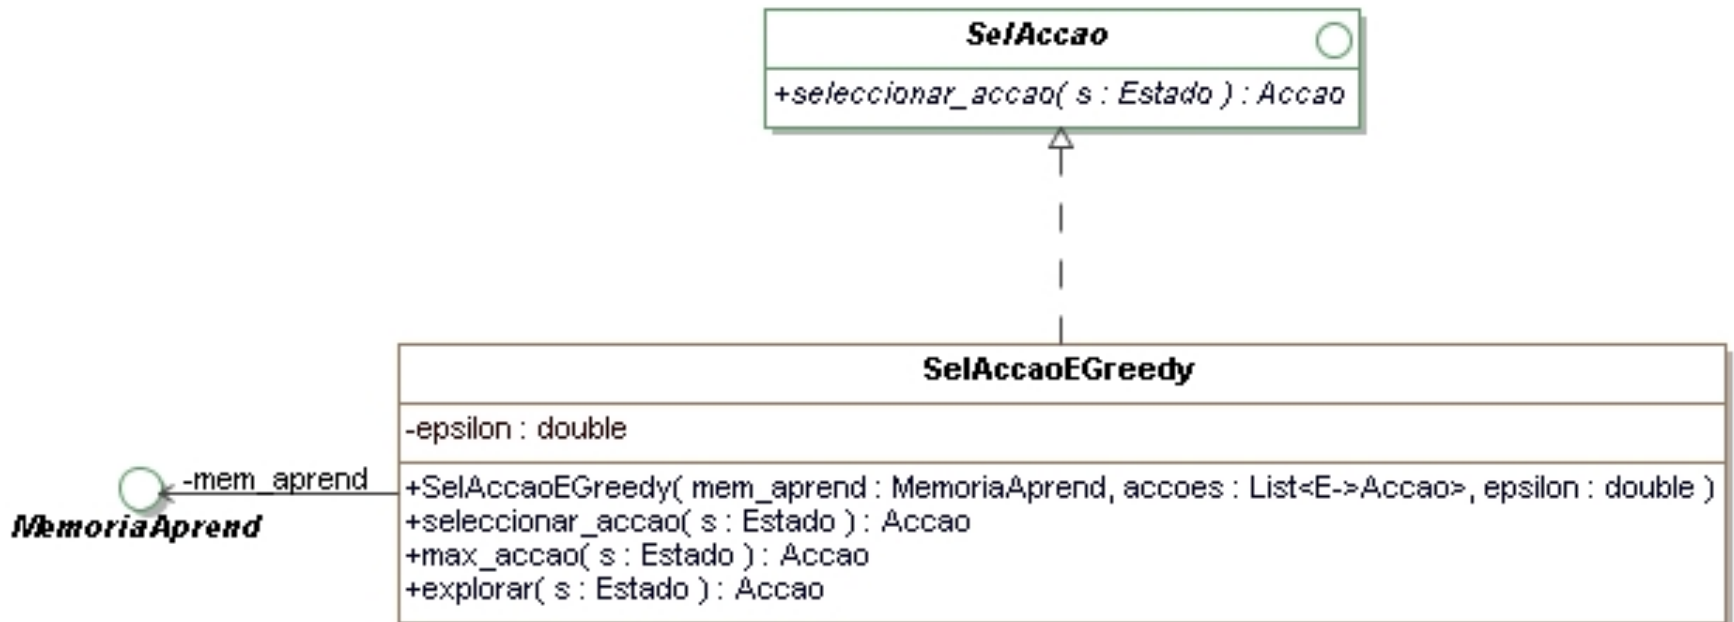 SelAccao
+seleccionar_accao( s : Estado ) : Accao
SelAccaoEGreedy
-epsilon : double
-mem_aprend
MemoriaAprend
+SelAccaoEGreedy( mem_aprend : MemoriaAprend, accoes : List<E->Accao>, epsilon : double )
+seleccionar_accao( s : Estado ) : Accao
+max_accao( s : Estado ) : Accao
+explorar( s : Estado ) : Accao